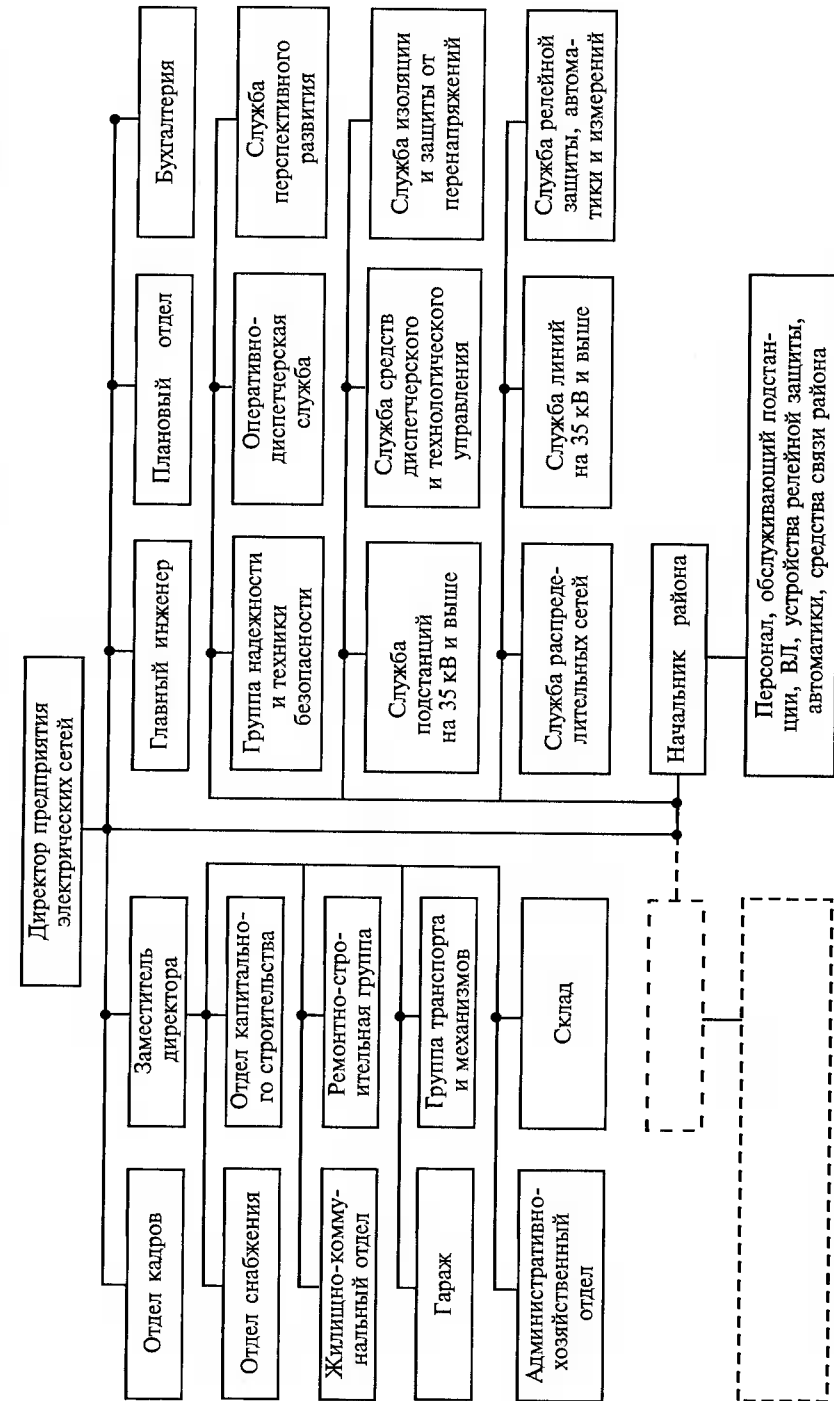 Директор предприятия
электрических сетей
Отдел кадров
Заместитель
директора
Главный инженер
Плановый отдел
Бухгалтерия
Отдел снабжения
Отдел капитально-
го строительства
Группа надежности
и техники
безопасности
Оперативно-
диспетчерская
служба
Служба
перспективного
развития
Жилищно-комму-
нальный отдел
Ремонтно-стро-
ительная группа
Служба
подстанций
на 35 кВ и выше
Служба средств
диспетчерского
и технологического
управления
Служба изоляции
и защиты от
перенапряжений
Гараж
Группа транспорта
и механизмов
Служба распреде-
лительных сетей
Служба линий
на 35 кВ и выше
Служба релейной
защиты, автома-
тики и измерений
Административно-
хозяйственный
отдел
Склад
Начальник района
Персонал, обслуживающий подстан-
ции, ВЛ, устройства релейной защиты,
автоматики, средства связи района